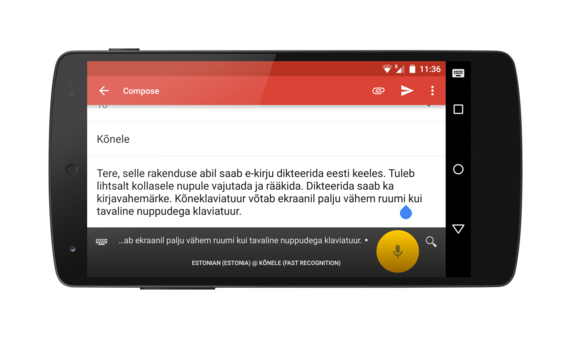 11:36
Compose
To
Kõnele
Tere, selle rakenduse abil saab e-kirju dikteerida eesti keeles. Tuleb
lihtsalt kollasele nupule vajutada ja rääkida. Dikteerida saab ka
kirjavahemärke. Kõneklaviatuur võtab ekraanil palju vähem ruumi kui
tavaline nuppudega klaviatuur.
...ab ekraanil palju vähem ruumi kui tavaline nuppudega klaviatuur. •
ESTONIAN (ESTONIA) @ KÕNELE (FAST RECOGNITION)